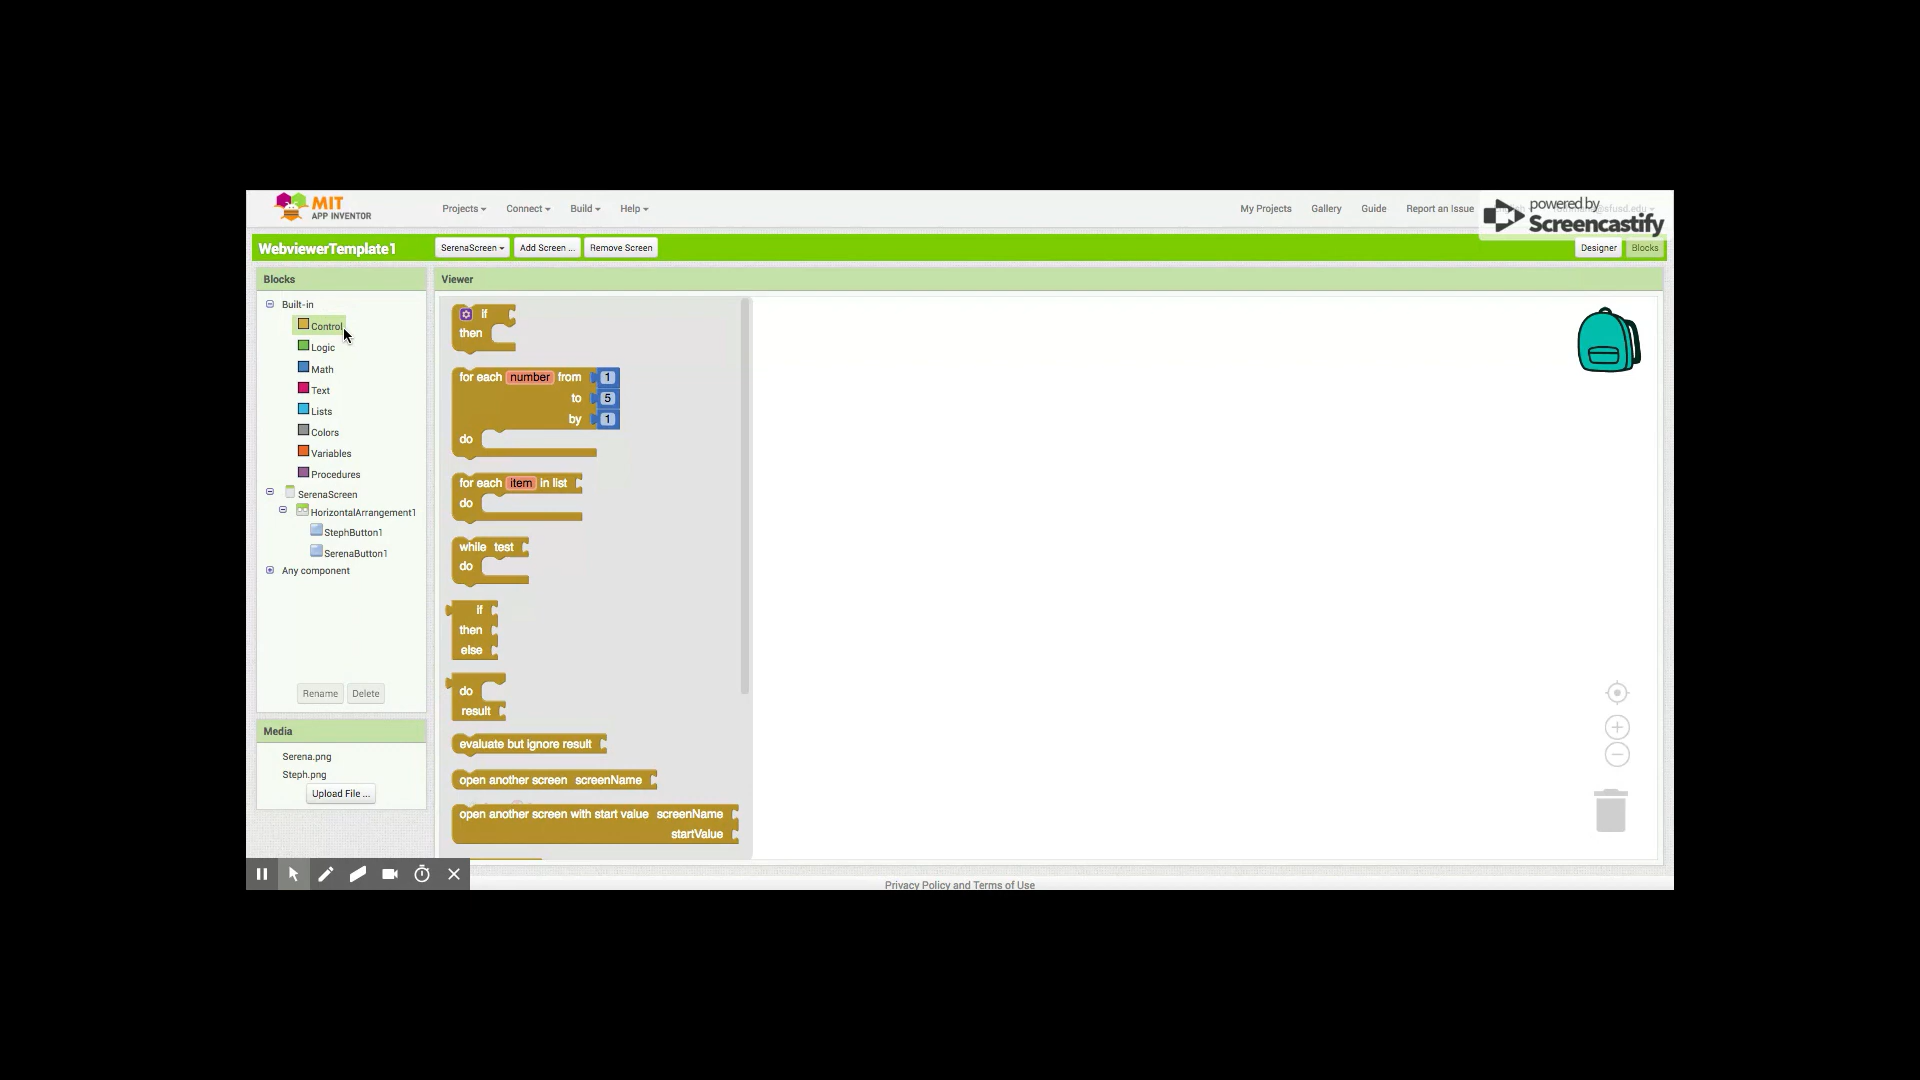 MIT
APP INVENTOR
Projects
Connect
Build
Help
My Projects
Gallery
Guide
Report an Issue
powered by
Screencastify
WebviewerTemplate1
SerenaScreen
Add Screen ...
Remove Screen
Designer
Blocks
Blocks
Viewer
Built-in
Control
Logic
Math
Text
Lists
Colors
Variables
Procedures
SerenaScreen
HorizontalArrangement1
StephButton1
SerenaButton1
Any component
Rename
Delete
Media
Serena.png
Steph.png
Upload File ...
if
then
for each number from 1
to 5
by 1
do
for each item in list
do
while test
do
if
then
else
do
result
evaluate but ignore result
open another screen screenName
open another screen with start value screenName
startValue
Privacy Policy and Terms of Use